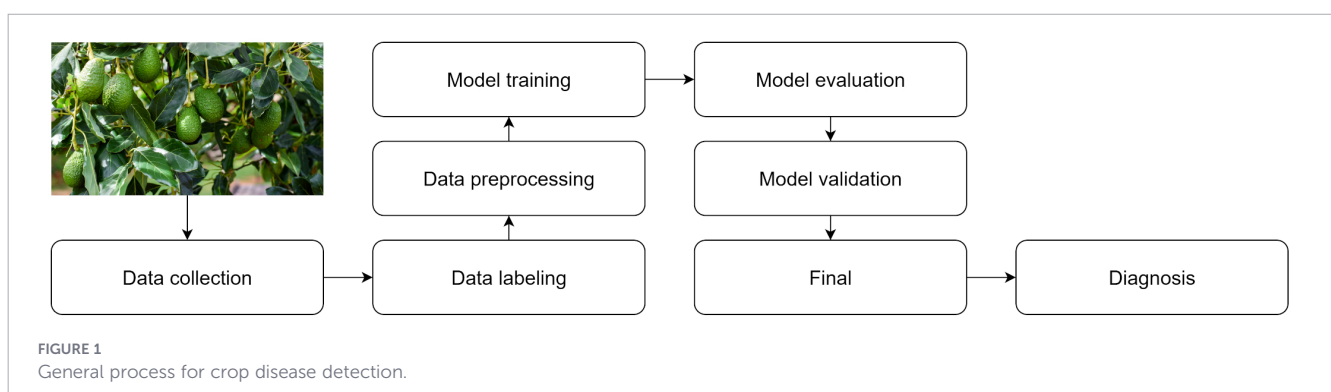 Data collection
Data labeling
Data preprocessing
Model training
Model evaluation
Model validation
Final
Diagnosis
FIGURE 1
General process for crop disease detection.